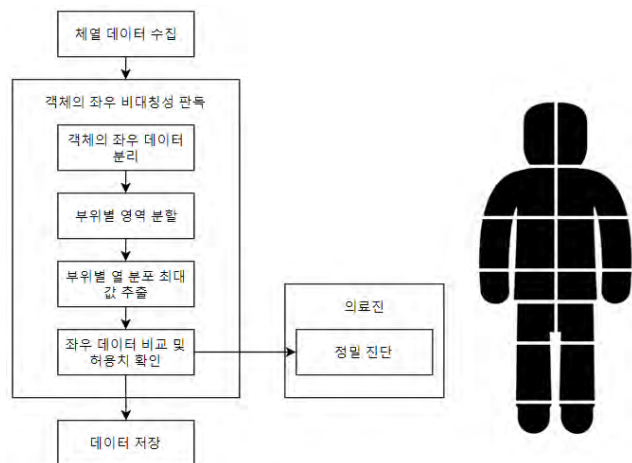 체열 데이터 수집
객체의 좌우 비대칭성 판독
객체의 좌우 데이터
분리
부위별 영역 분할
부위별 열 분포 최대
값 추출
좌우 데이터 비교 및
허용치 확인
의료진
정밀 진단
데이터 저장